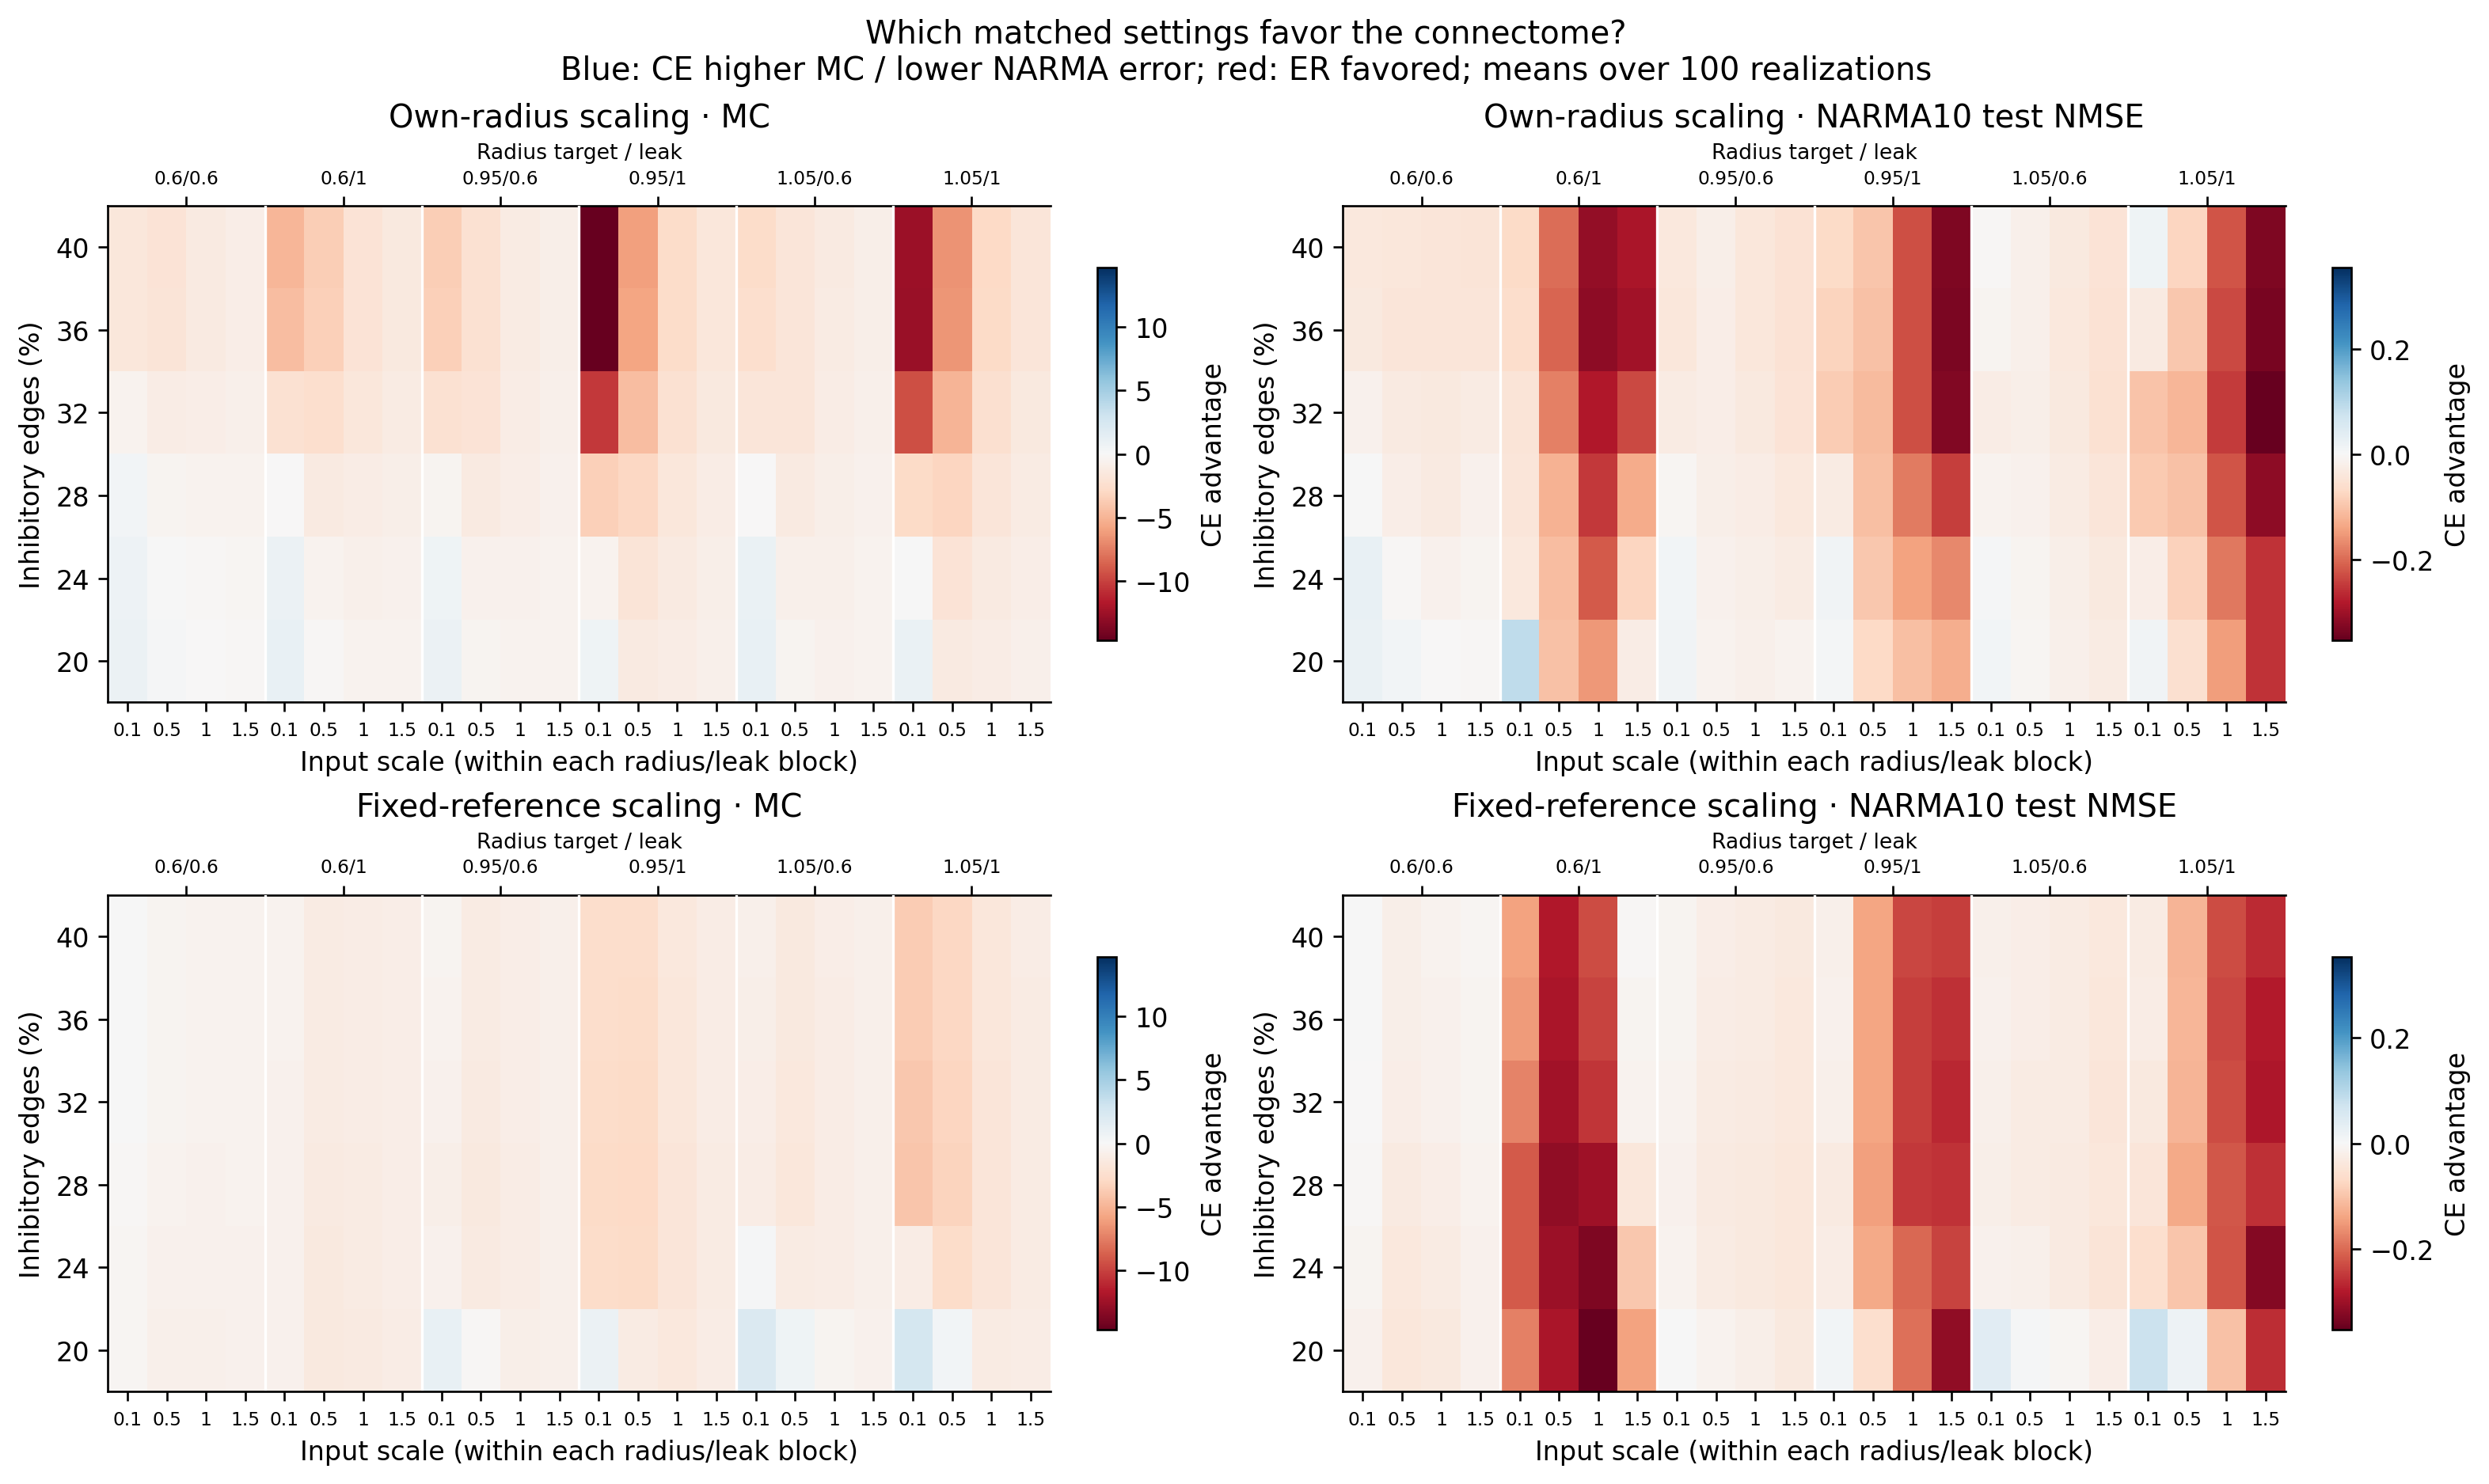 Which matched settings favor the connectome?
Blue: CE higher MC / lower NARMA error; red: ER favored; means over 100 realizations
Own-radius scaling · MC
Radius target / leak
0.6/0.6 0.6/1 0.95/0.6 0.95/1 1.05/0.6 1.05/1
Inhibitory edges (%)
40
36
32
28
24
20
0.1 0.5 1 1.5 0.1 0.5 1 1.5 0.1 0.5 1 1.5 0.1 0.5 1 1.5 0.1 0.5 1 1.5 0.1 0.5 1 1.5
Input scale (within each radius/leak block)
10
5
0
−5
−10
CE advantage
Own-radius scaling · NARMA10 test NMSE
Radius target / leak
0.6/0.6 0.6/1 0.95/0.6 0.95/1 1.05/0.6 1.05/1
Inhibitory edges (%)
40
36
32
28
24
20
0.1 0.5 1 1.5 0.1 0.5 1 1.5 0.1 0.5 1 1.5 0.1 0.5 1 1.5 0.1 0.5 1 1.5 0.1 0.5 1 1.5
Input scale (within each radius/leak block)
0.2
0.0
−0.2
CE advantage
Fixed-reference scaling · MC
Radius target / leak
0.6/0.6 0.6/1 0.95/0.6 0.95/1 1.05/0.6 1.05/1
Inhibitory edges (%)
40
36
32
28
24
20
0.1 0.5 1 1.5 0.1 0.5 1 1.5 0.1 0.5 1 1.5 0.1 0.5 1 1.5 0.1 0.5 1 1.5 0.1 0.5 1 1.5
Input scale (within each radius/leak block)
10
5
0
−5
−10
CE advantage
Fixed-reference scaling · NARMA10 test NMSE
Radius target / leak
0.6/0.6 0.6/1 0.95/0.6 0.95/1 1.05/0.6 1.05/1
Inhibitory edges (%)
40
36
32
28
24
20
0.1 0.5 1 1.5 0.1 0.5 1 1.5 0.1 0.5 1 1.5 0.1 0.5 1 1.5 0.1 0.5 1 1.5 0.1 0.5 1 1.5
Input scale (within each radius/leak block)
0.2
0.0
−0.2
CE advantage